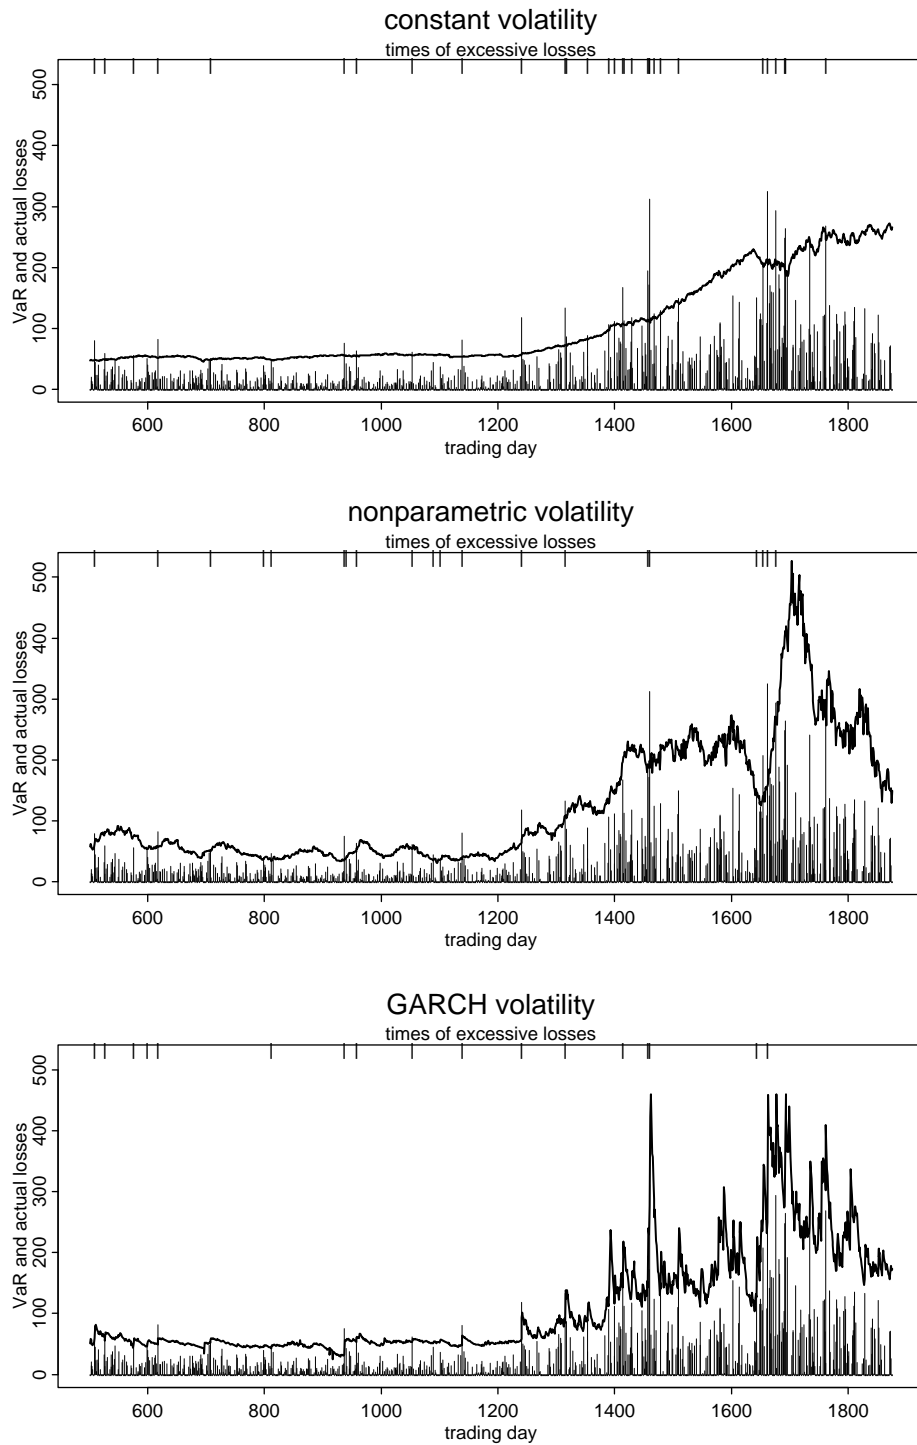 constant volatility
times of excessive losses
VaR and actual losses
500
400
300
200
100
0
600 800 1000 1200 1400 1600 1800
trading day
nonparametric volatility
times of excessive losses
VaR and actual losses
500
400
300
200
100
0
600 800 1000 1200 1400 1600 1800
trading day
GARCH volatility
times of excessive losses
VaR and actual losses
500
400
300
200
100
0
600 800 1000 1200 1400 1600 1800
trading day